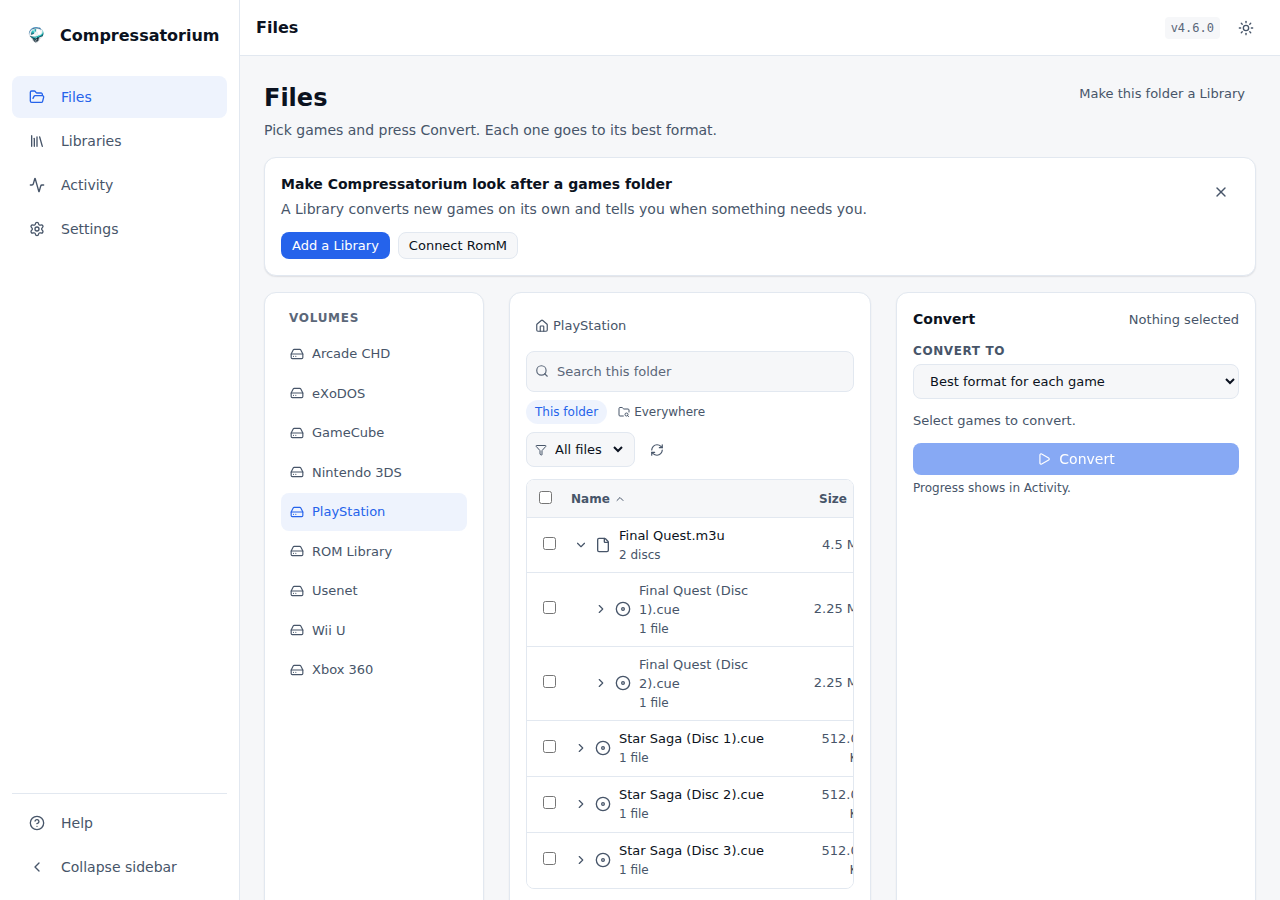 Compressatorium
Files
Libraries
Activity
Settings
Help
Collapse sidebar
Files
v4.6.0
Files
Make this folder a Library
Pick games and press Convert. Each one goes to its best format.
Make Compressatorium look after a games folder
A Library converts new games on its own and tells you when something needs you.
Add a Library
Connect RomM
VOLUMES
Arcade CHD
eXoDOS
GameCube
Nintendo 3DS
PlayStation
ROM Library
Usenet
Wii U
Xbox 360
PlayStation
Search this folder
This folder
Everywhere
All files
Name
Size
Final Quest.m3u
2 discs
4.5
Final Quest (Disc
1).cue
1 file
2.25
Final Quest (Disc
2).cue
1 file
2.25
Star Saga (Disc 1).cue
1 file
Star Saga (Disc 2).cue
1 file
Star Saga (Disc 3).cue
1 file
Convert
Nothing selected
CONVERT TO
Best format for each game
Select games to convert.
Convert
Progress shows in Activity.